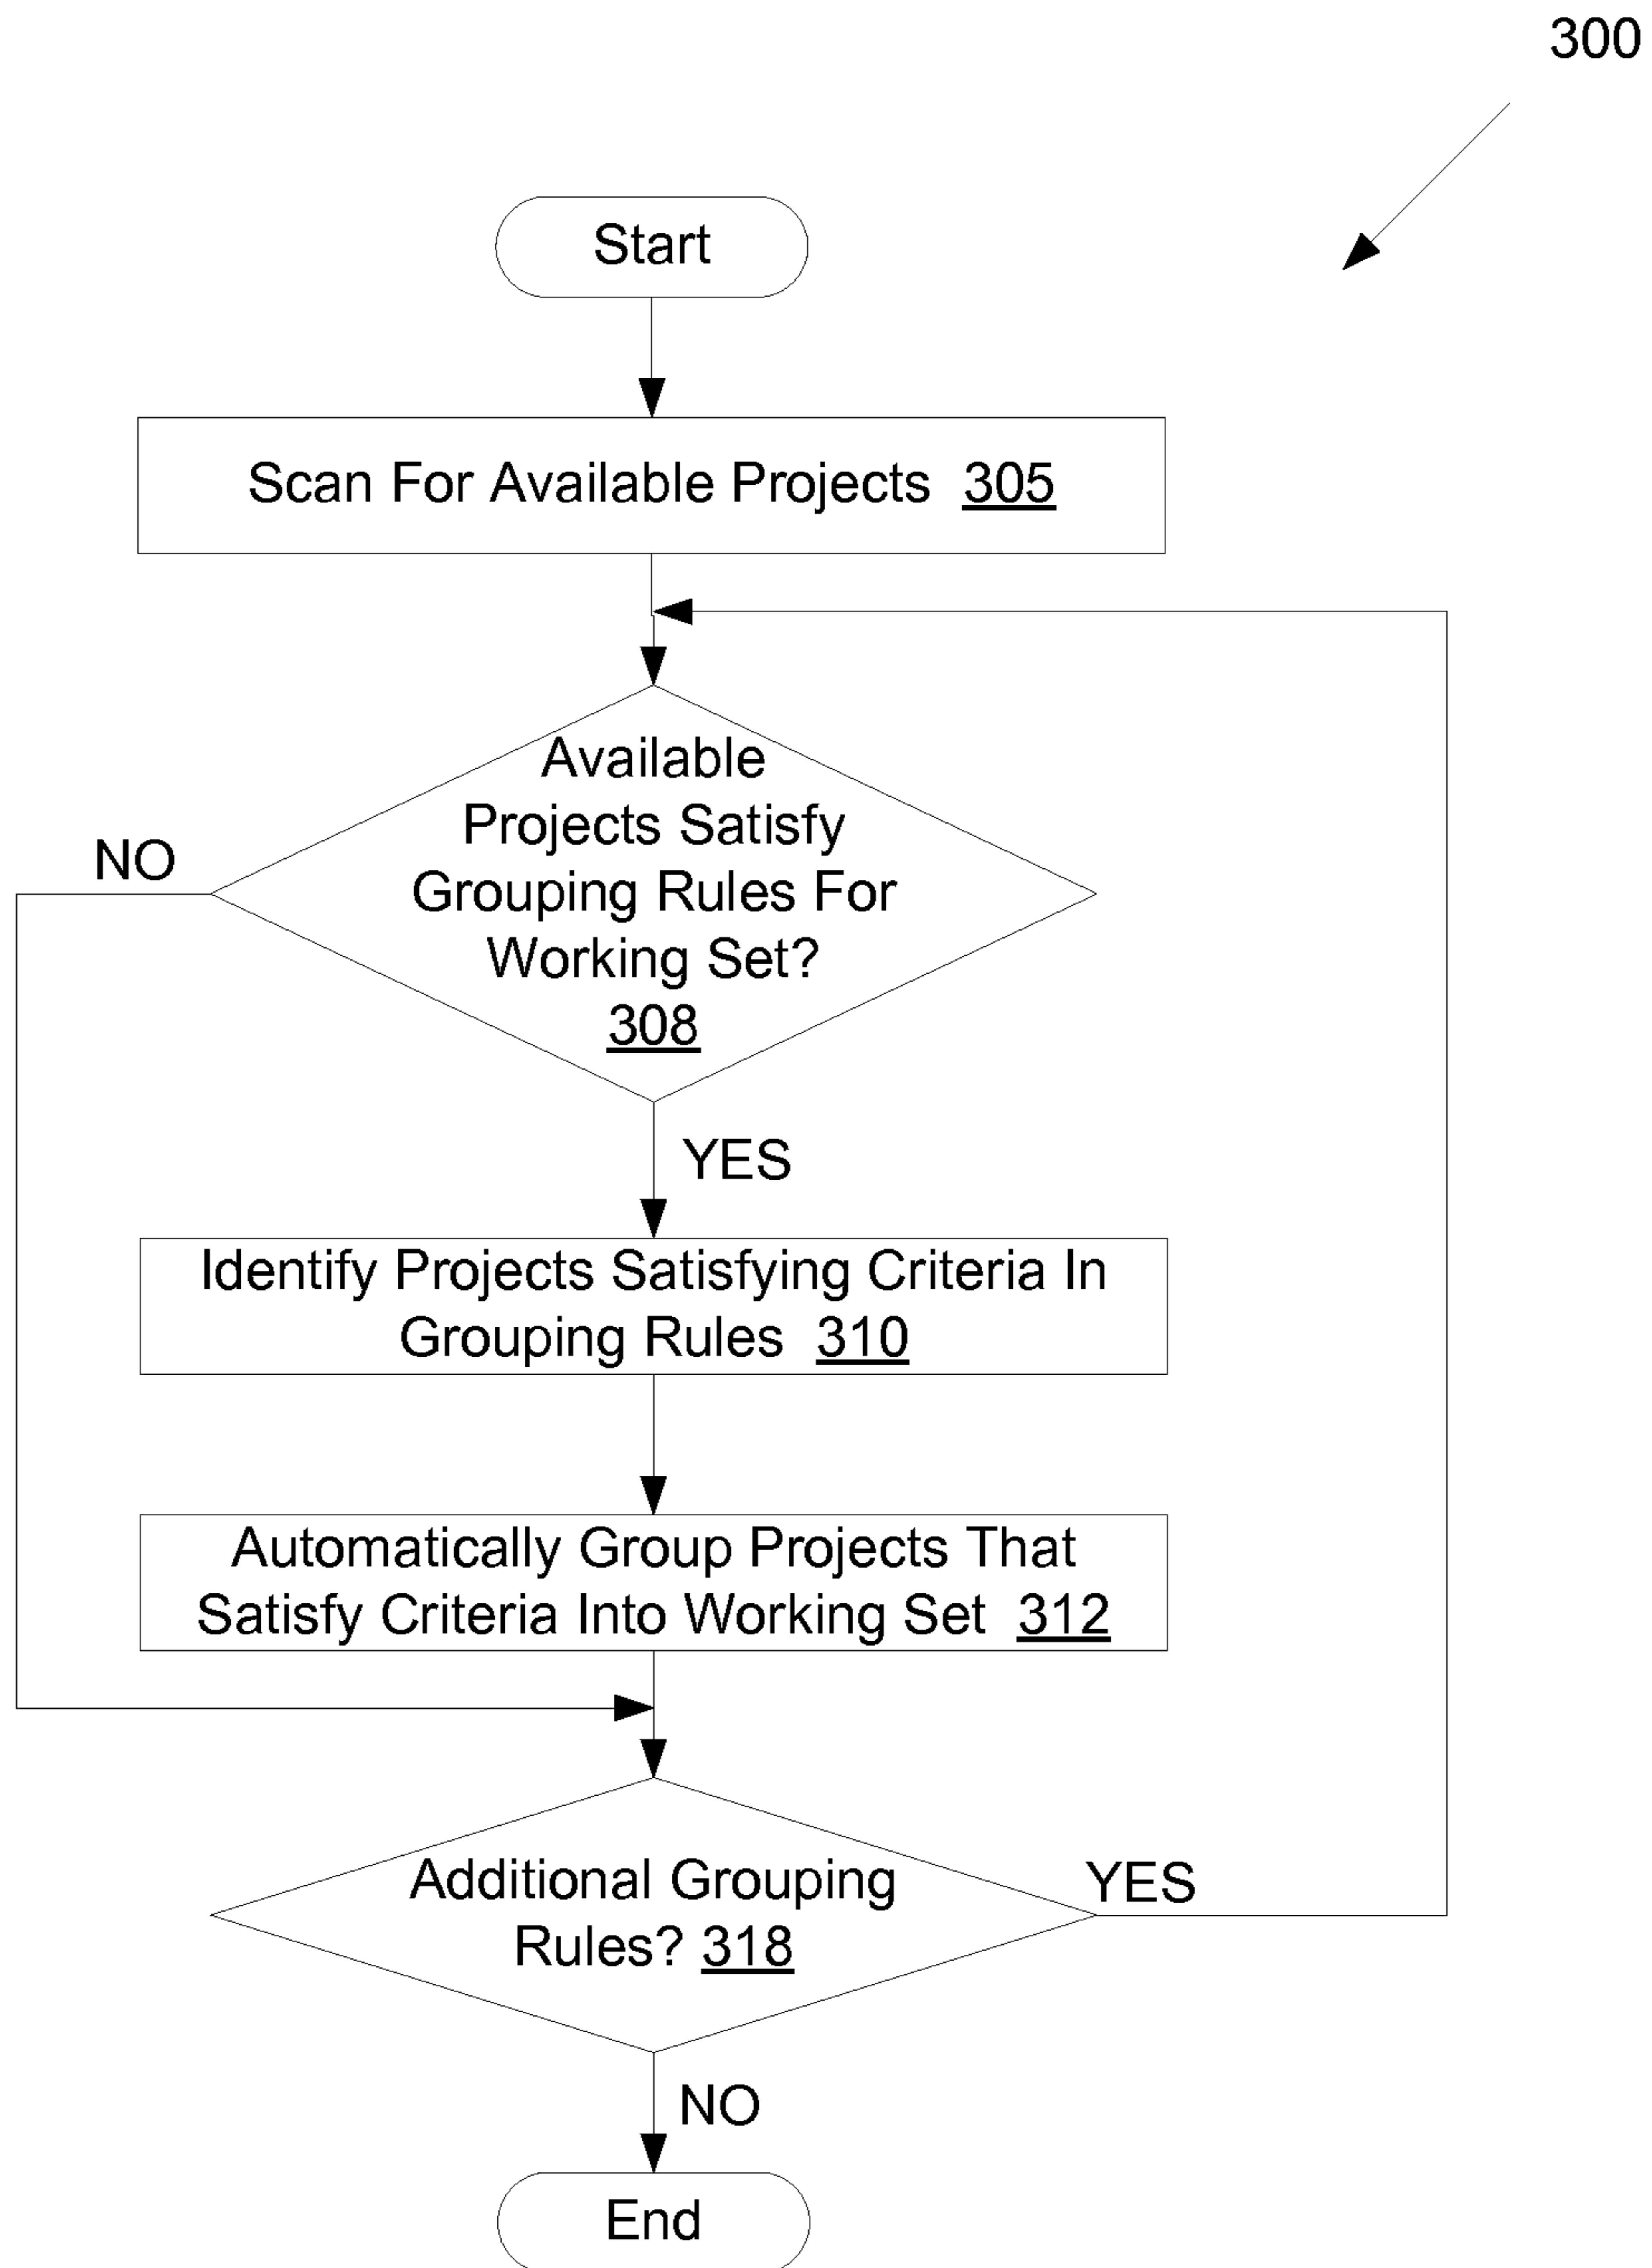 300
Start
Scan For Available Projects 305
Available
Projects Satisfy
Grouping Rules For
Working Set?
308
NO
YES
Identify Projects Satisfying Criteria In
Grouping Rules 310
Automatically Group Projects That
Satisfy Criteria Into Working Set 312
Additional Grouping
Rules? 318
YES
NO
End